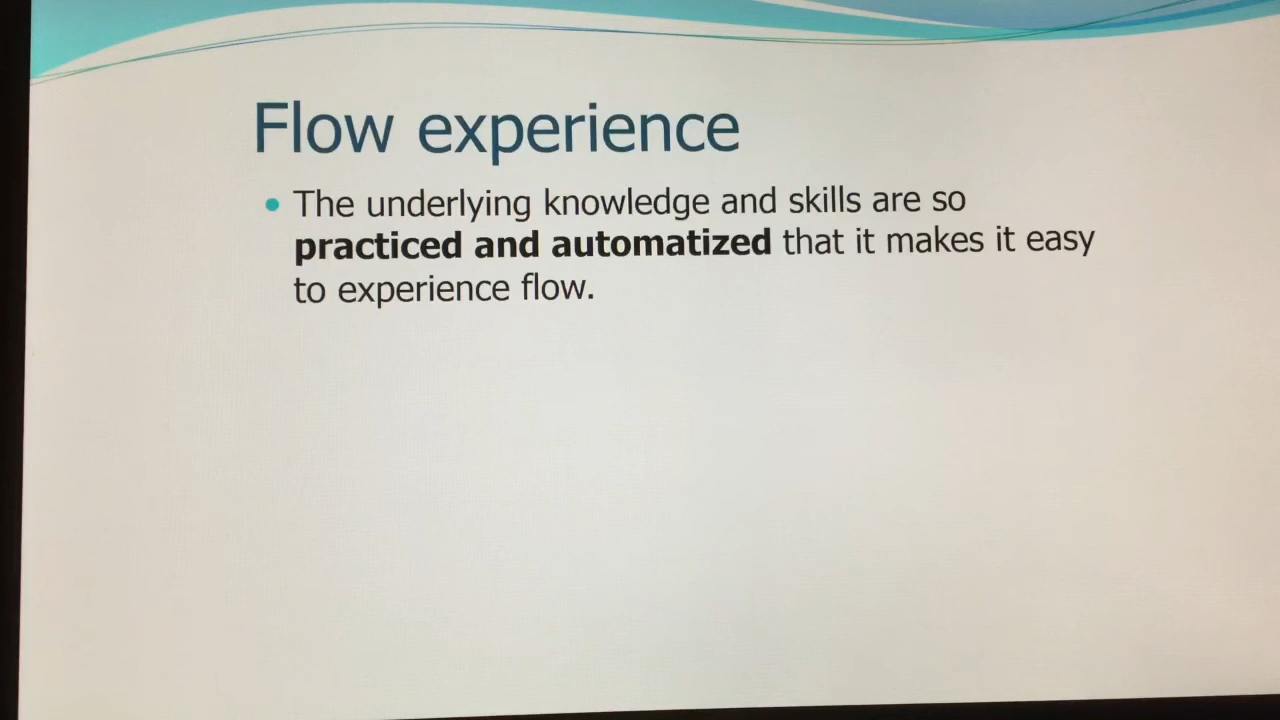 Flow experience
• The underlying knowledge and skills are so
practiced and automatized that it makes it easy
to experience flow.